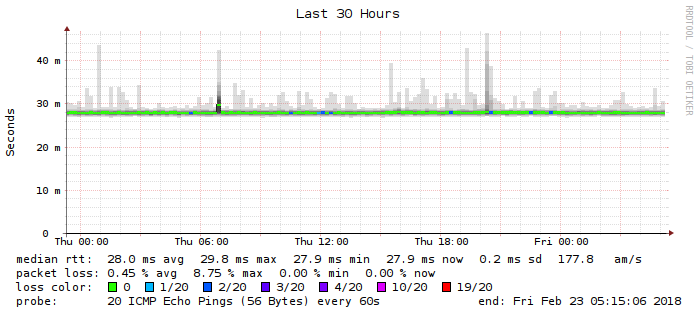 Last 30 Hours
RRDTOOL / TOBI OETIKER
Seconds
40 m
30 m
20 m
10 m
0
Thu 00:00 Thu 06:00 Thu 12:00 Thu 18:00 Fri 00:00
median rtt: 28.0 ms avg 29.8 ms max 27.9 ms min 27.9 ms now 0.2 ms sd 177.8 am/s
packet loss: 0.45 % avg 8.75 % max 0.00 % min 0.00 % now
loss color: 0 1/20 2/20 3/20 4/20 10/20 19/20
probe: 20 ICMP Echo Pings (56 Bytes) every 60s end: Fri Feb 23 05:15:06 2018